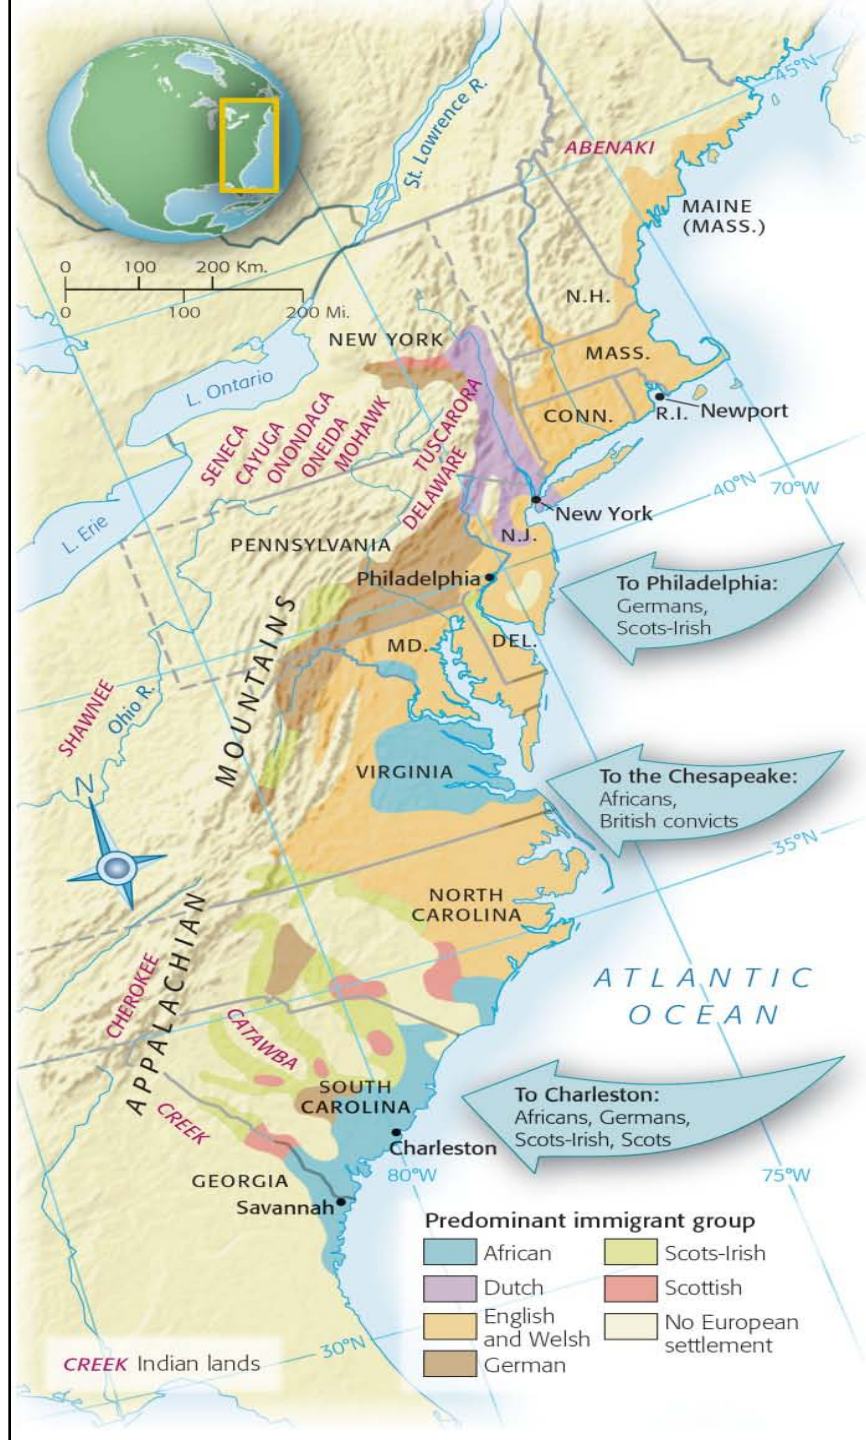 45°N
ABENAKI
St. Lawrence R.
MAINE
(MASS.)
0 100 200 Km.
0 100 200 Mi.
N.H.
NEW YORK
MASS.
L. Ontario
CONN.
R.I.
Newport
SENECA
CAYUGA
ONONDAGA
ONEIDA
MOHAWK
TUSCARORA
DELAWARE
40°N
70°W
New York
L. Erie
PENNSYLVANIA
N.J.
Philadelphia
To Philadelphia:
Germans,
Scots-Irish
MD.
DEL.
SHAWNEE
Ohio R.
APPALACHIAN MOUNTAINS
VIRGINIA
To the Chesapeake:
Africans,
British convicts
N
35°N
NORTH
CAROLINA
CHEROKEE
ATLANTIC
OCEAN
CATAWBA
SOUTH
CAROLINA
To Charleston:
Africans, Germans,
Scots-Irish, Scots
CREEK
Charleston
GEORGIA
80°W
75°W
Savannah
Predominant immigrant group
African
Dutch
English
and Welsh
German
Scots-Irish
Scottish
No European
settlement
30°N
CREEK Indian lands